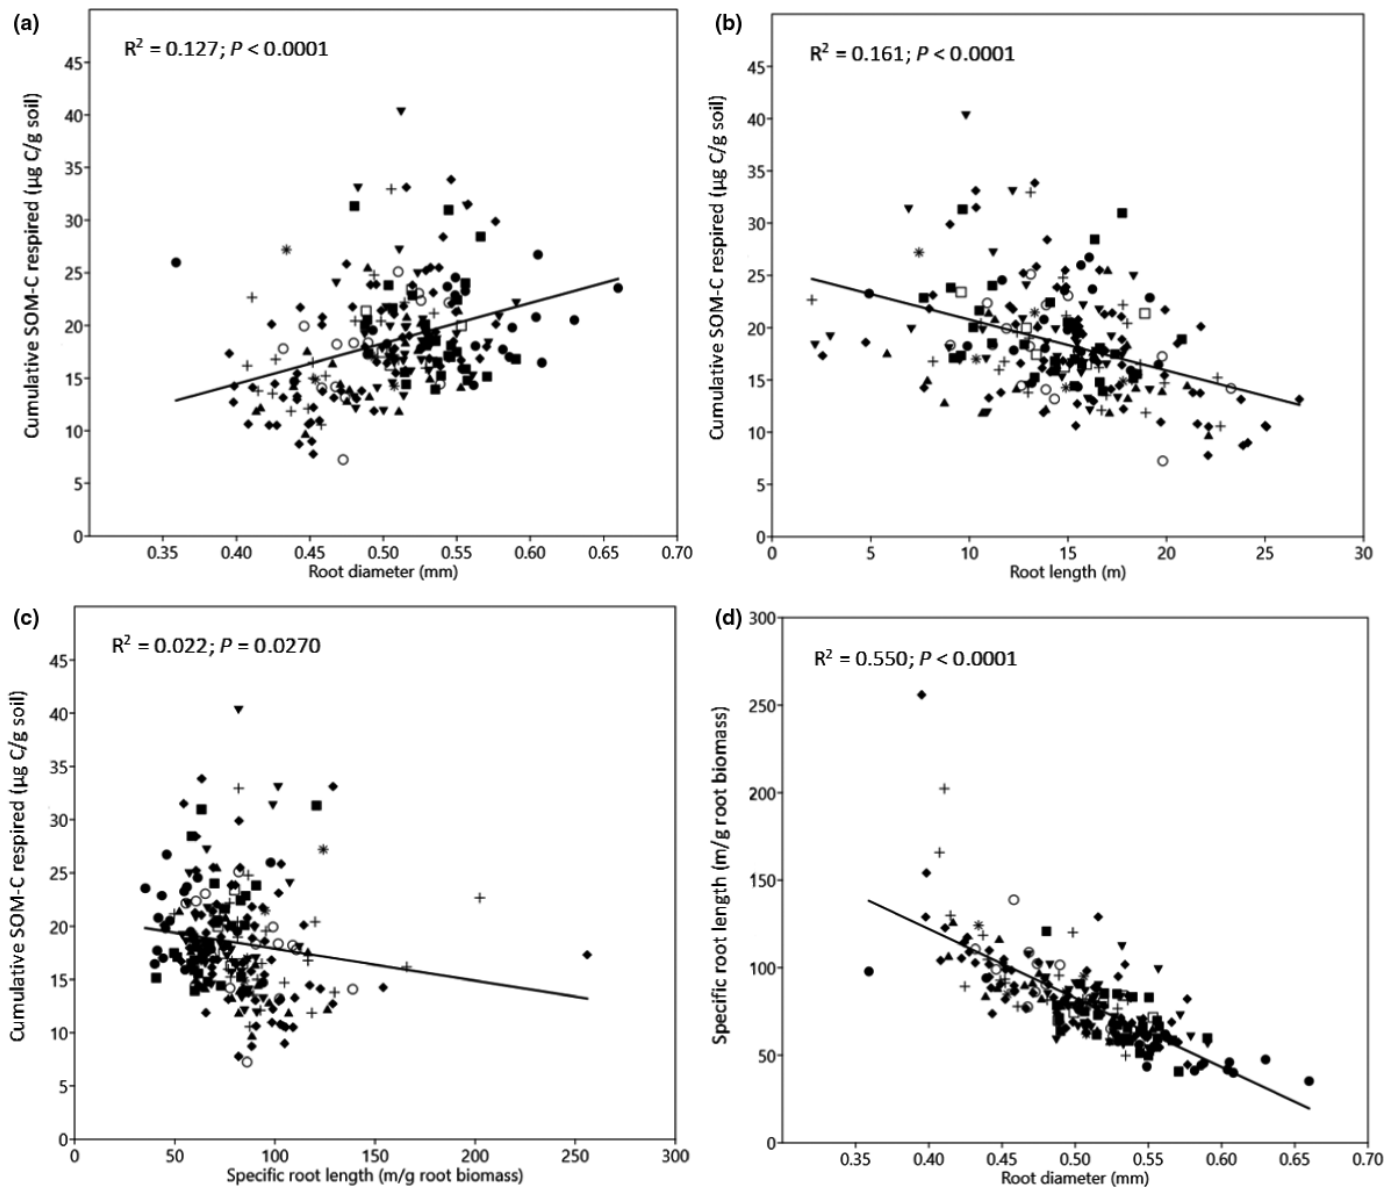 (a)
R² = 0.127; P < 0.0001
Cumulative SOM-C respired (µg C/g soil)
45
40
35
30
25
20
15
10
5
0
0.35 0.40 0.45 0.50 0.55 0.60 0.65 0.70
Root diameter (mm)
(b)
R² = 0.161; P < 0.0001
Cumulative SOM-C respired (µg C/g soil)
45
40
35
30
25
20
15
10
5
0
0 5 10 15 20 25 30
Root length (m)
(c)
R² = 0.022; P = 0.0270
Cumulative SOM-C respired (µg C/g soil)
45
40
35
30
25
20
15
10
5
0
0 50 100 150 200 250 300
Specific root length (m/g root biomass)
(d)
R² = 0.550; P < 0.0001
Specific root length (m/g root biomass)
300
250
200
150
100
50
0
0.35 0.40 0.45 0.50 0.55 0.60 0.65 0.70
Root diameter (mm)